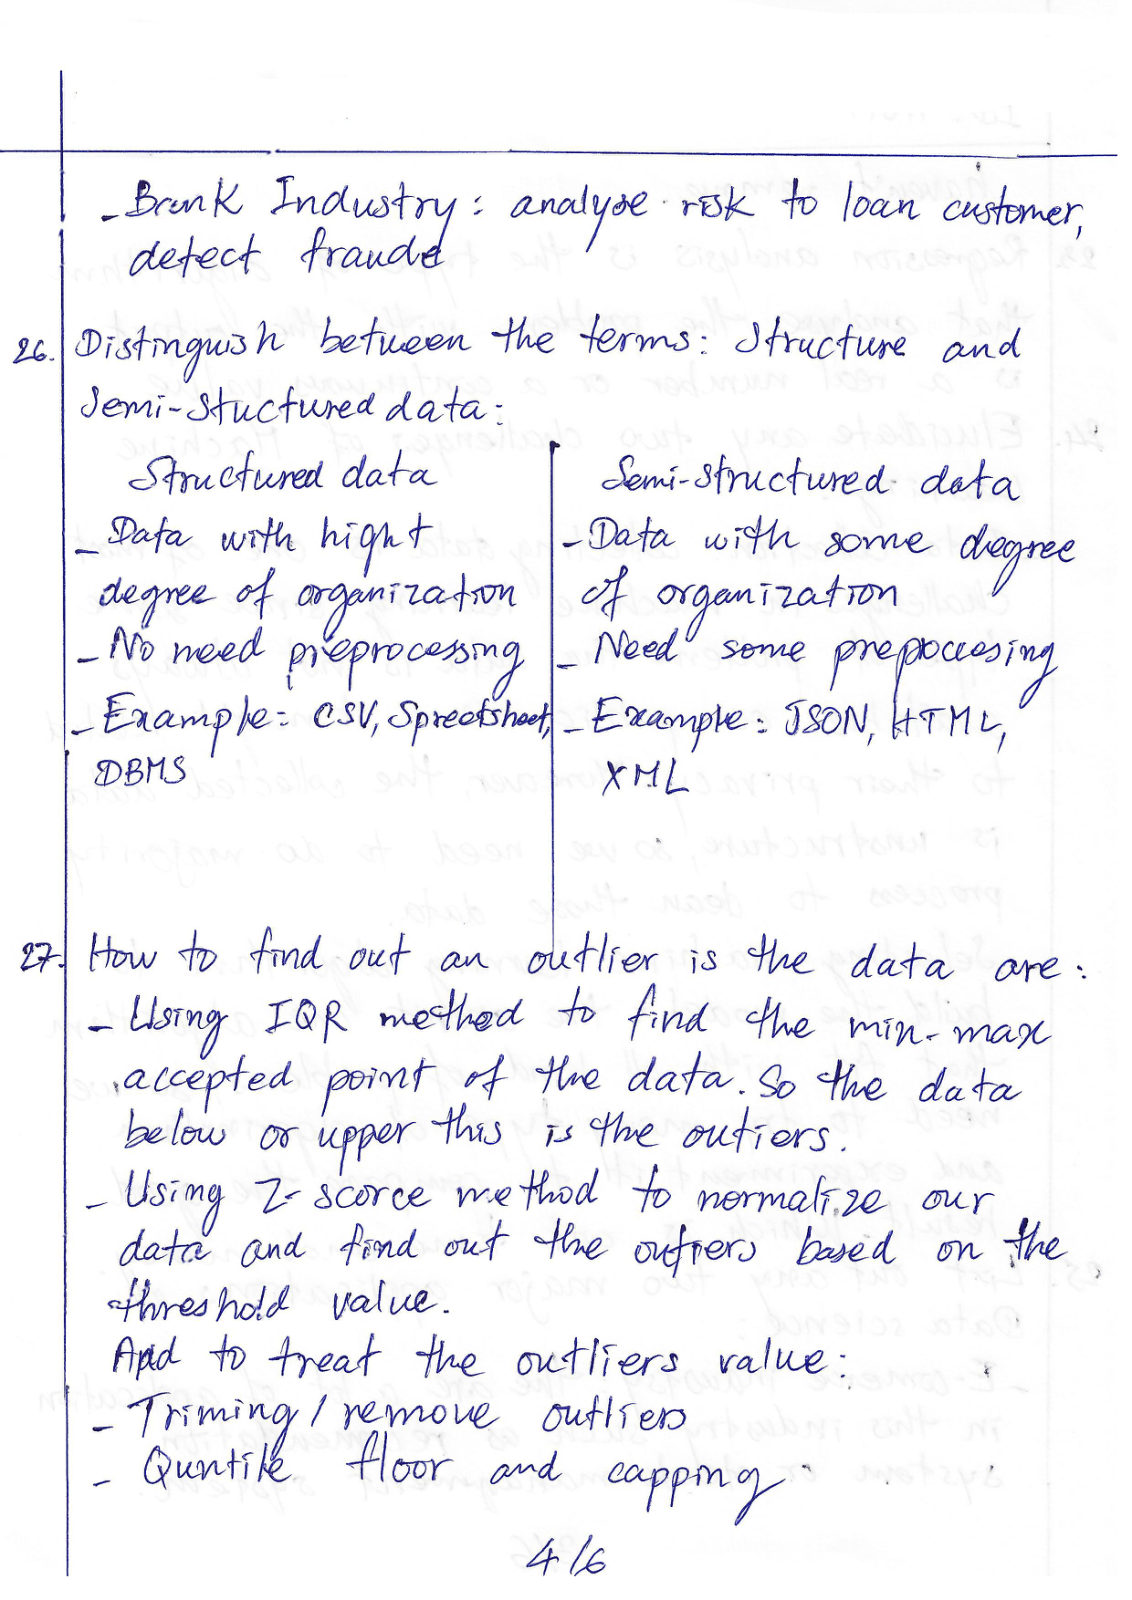 - Bank Industry: analyse risk to loan customer,
detect fraude
26. Distinguish between the terms: Structure and
Semi-Stuctured data:
Structured data
- Data with hight
degree of organization
- No need preprocessing
- Example: CSV, Spreetsheet,
DBMS
Semi-structured data
- Data with some degree
of organization
- Need some preproccesing
- Example: JSON, HTML,
XML
27. How to find out an outlier is the data are:
- Using IQR method to find the min-max
accepted point of the data. So the data
below or upper this is the outiers.
- Using Z-scorce method to normalize our
data and find out the outiers based on the
threshold value.
And to treat the outliers value:
- Triming / remove outliers
- Quntile floor and capping
4/6